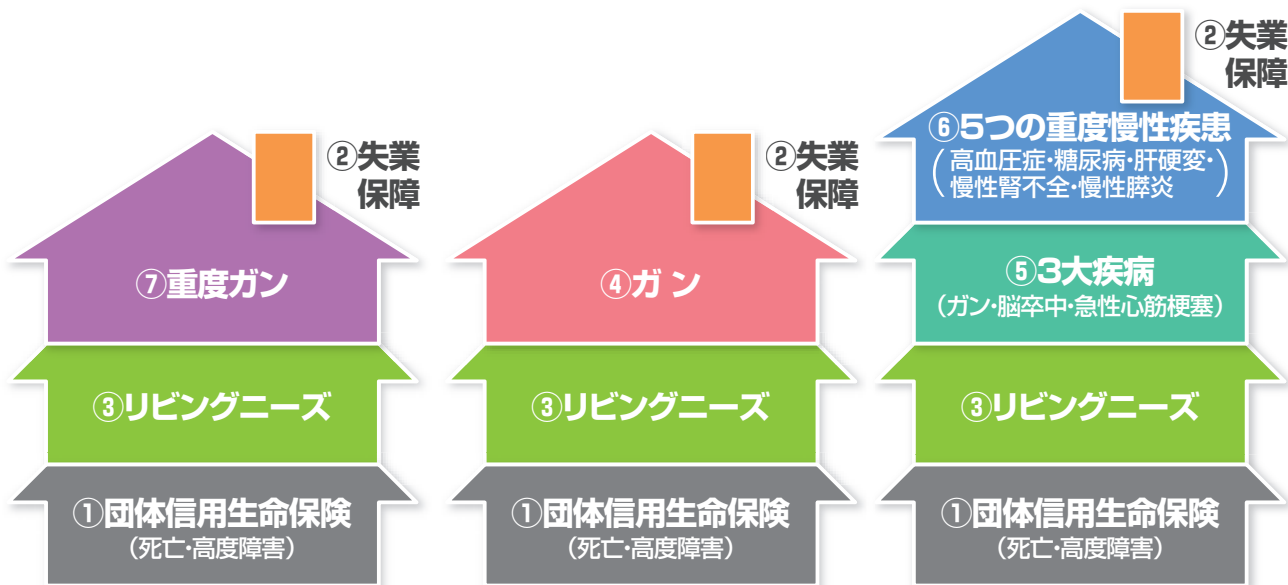 ②失業
保障
⑦重度ガン
③リビングニーズ
①団体信用生命保険
（死亡・高度障害）
②失業
保障
④ガン
③リビングニーズ
①団体信用生命保険
（死亡・高度障害）
②失業
保障
⑥5つの重度慢性疾患
（高血圧症・糖尿病・肝硬変・
慢性腎不全・慢性膵炎）
⑤3大疾病
（ガン・脳卒中・急性心筋梗塞）
③リビングニーズ
①団体信用生命保険
（死亡・高度障害）